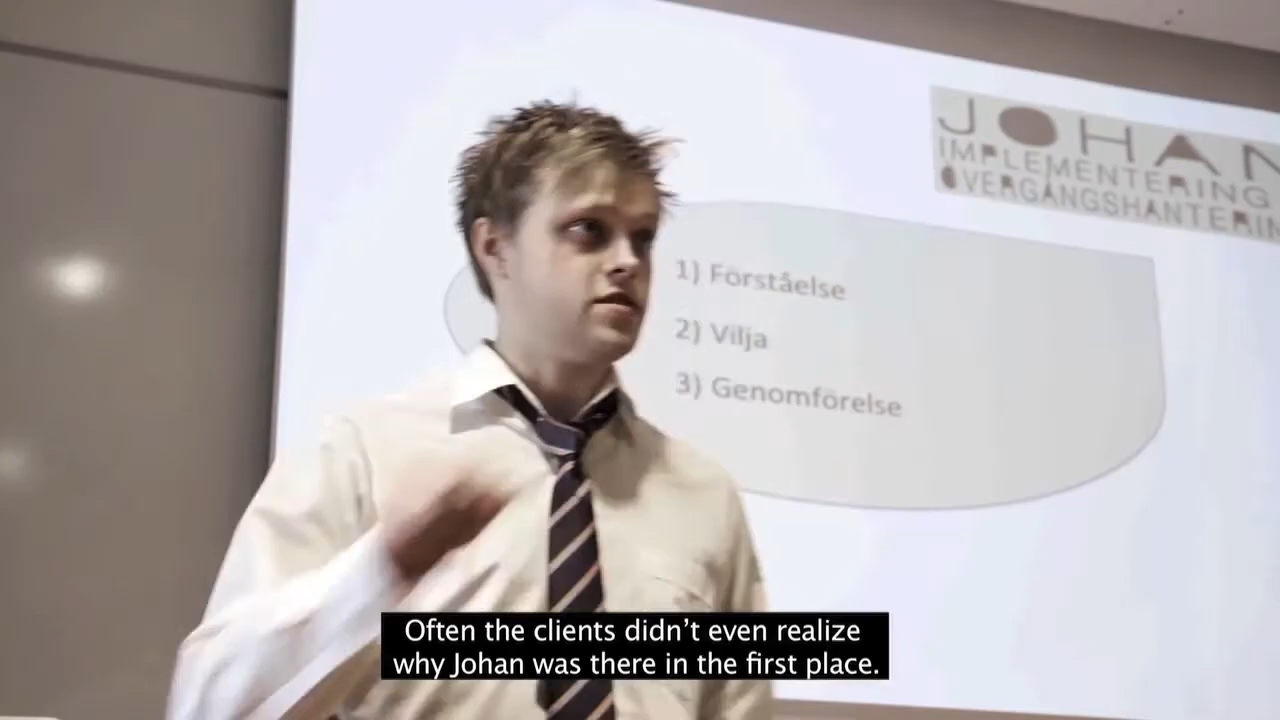 JOHAN
IMPLEMENTERING
ÖVERGÅNGSHANTERIN
1) Förståelse
2) Vilja
3) Genomförelse
Often the clients didn’t even realize
why Johan was there in the first place.